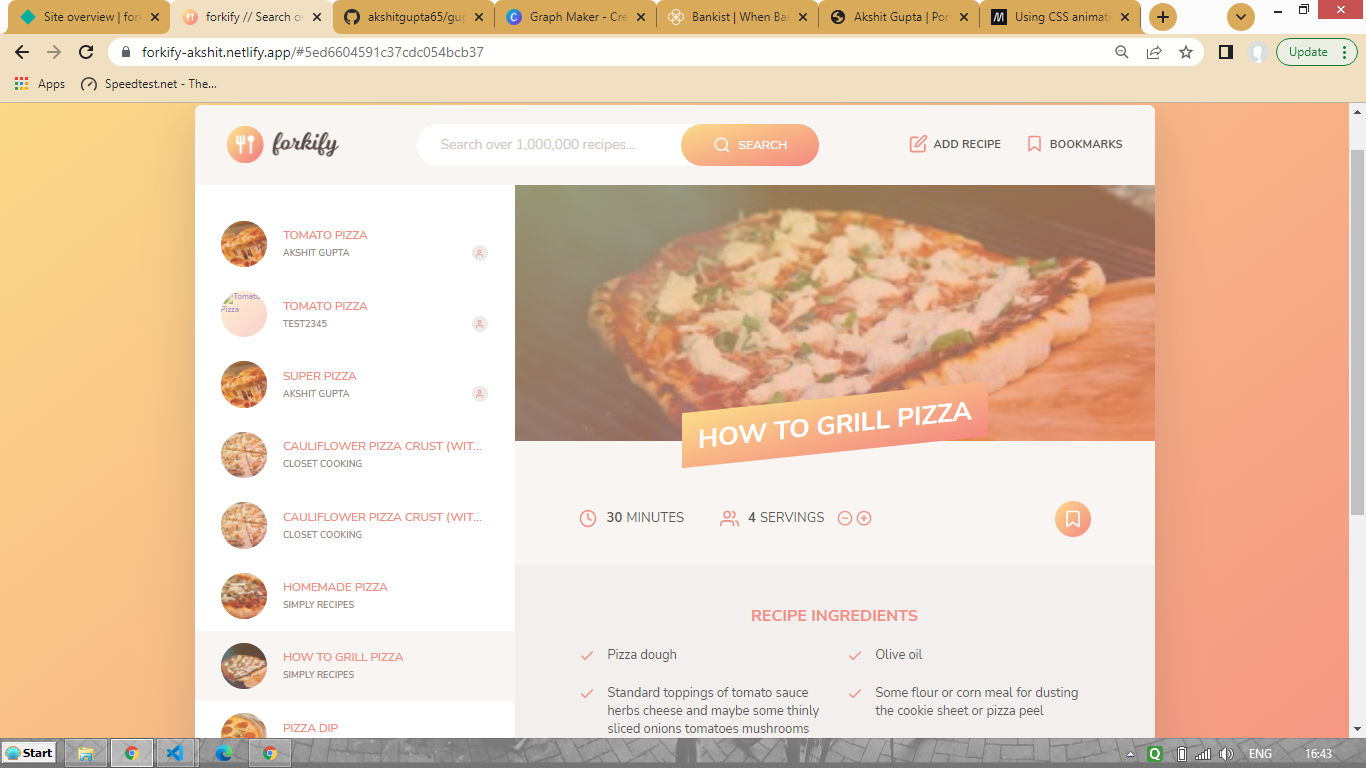 Site overview | fork
forkify // Search o
akshitgupta65/gup
Graph Maker - Cre
Bankist | When Ba
Akshit Gupta | Por
Using CSS animati
forkify-akshit.netlify.app/#5ed6604591c37cdc054bcb37
Update
Apps
Speedtest.net - The...
forkify
Search over 1,000,000 recipes...
SEARCH
ADD RECIPE
BOOKMARKS
TOMATO PIZZA
AKSHIT GUPTA
Tomato
Pizza
TOMATO PIZZA
TEST2345
SUPER PIZZA
AKSHIT GUPTA
CAULIFLOWER PIZZA CRUST (WIT...
CLOSET COOKING
CAULIFLOWER PIZZA CRUST (WIT...
CLOSET COOKING
HOMEMADE PIZZA
SIMPLY RECIPES
HOW TO GRILL PIZZA
SIMPLY RECIPES
PIZZA DIP
HOW TO GRILL PIZZA
30 MINUTES
4 SERVINGS
RECIPE INGREDIENTS
Pizza dough
Olive oil
Standard toppings of tomato sauce
herbs cheese and maybe some thinly
sliced onions tomatoes mushrooms
Some flour or corn meal for dusting
the cookie sheet or pizza peel
Start
ENG
16:43